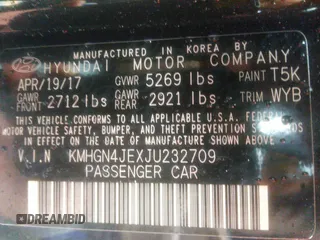 MANUFACTURED IN KOREA
HYUNDAI MOTOR COMPANY
APR/19/17 GVWR 5269 lbs PAINT T5K
GAWR FRONT 2712 lbs GAWR REAR 2921 lbs TRIM WYB
THIS VEHICLE CONFORMS TO ALL APPLICABLE U.S.A. FEDERAL
MOTOR VEHICLE SAFETY, BUMPER, AND THEFT PREVENTION
STANDARDS IN EFFECT ON THE DATE OF MANUFACTURE SHOWN ABOVE.
V.I.N KMHGN4JEXJU232709
PASSENGER CAR
DREAMBID